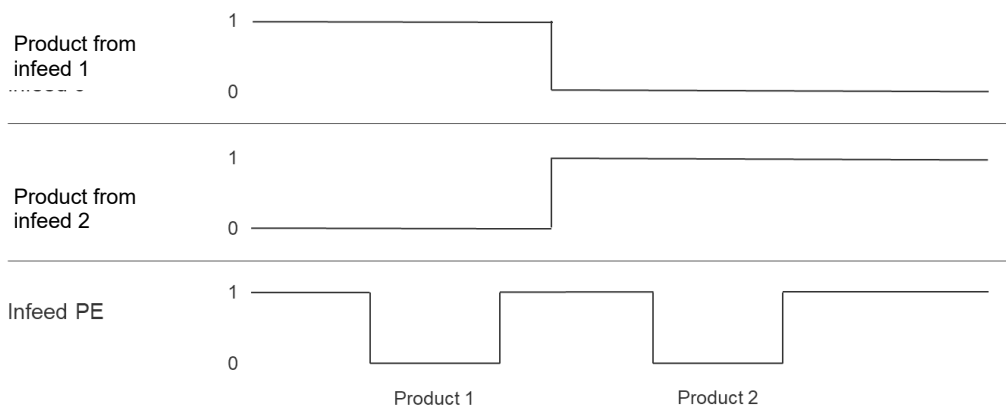 1
Product from
infeed 1
0
1
Product from
infeed 2
0
1
Infeed PE
0
Product 1 Product 2